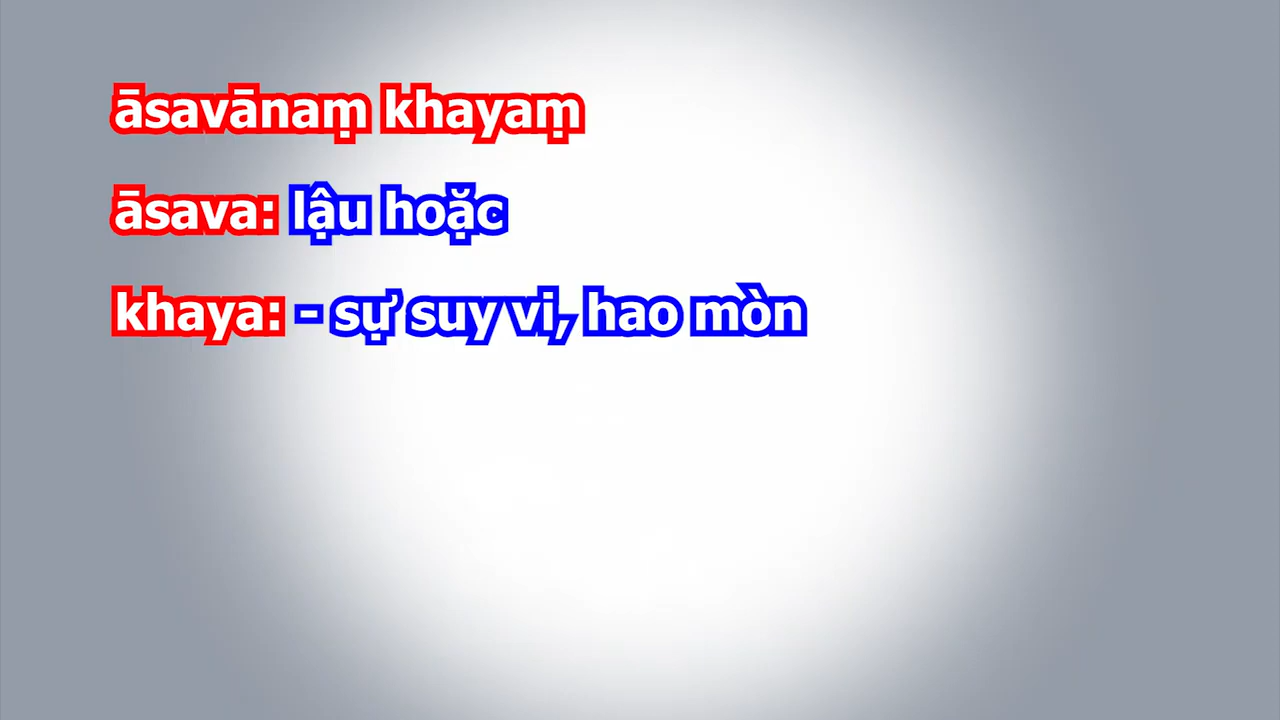 āsavānaṃ khayaṃ
āsava: lậu hoặc
khaya: - sự suy vi, hao mòn